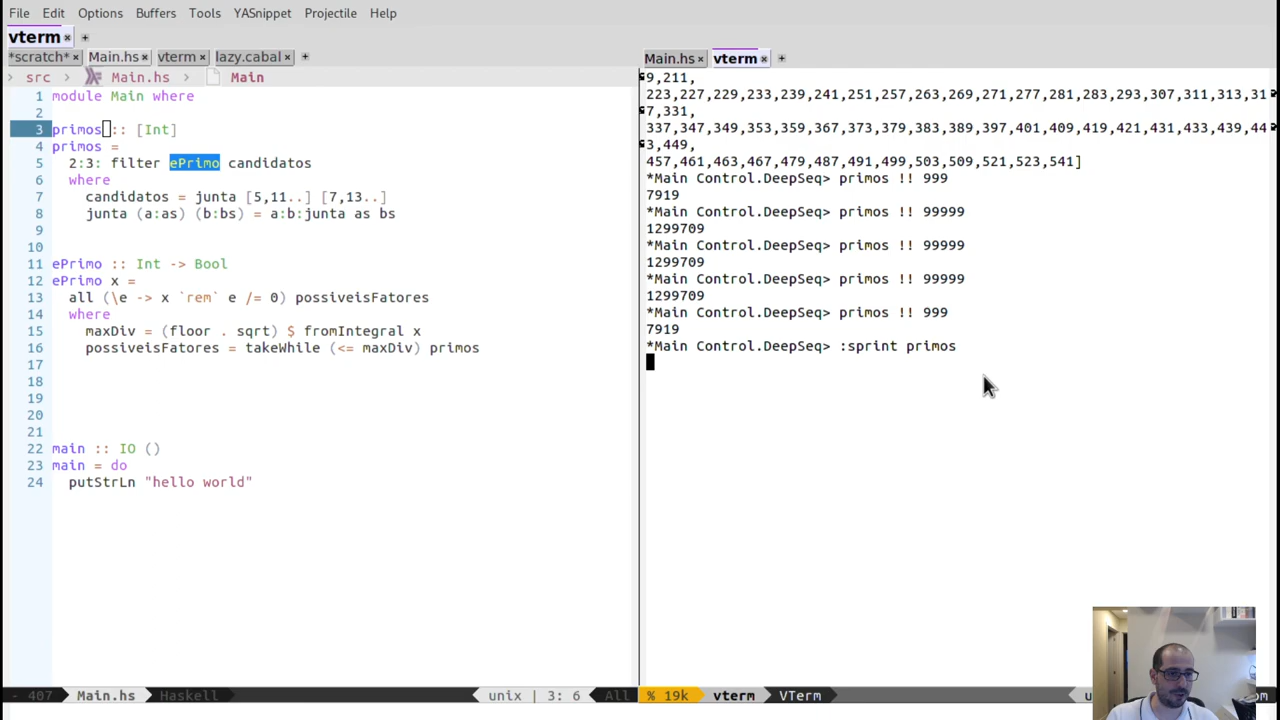 File Edit Options Buffers Tools YASnippet Projectile Help
vterm × +
*scratch* × Main.hs × vterm × lazy.cabal × +
> src > Main.hs > Main
1 module Main where
2
3 primos :: [Int]
4 primos =
5 2:3: filter ePrimo candidatos
6 where
7 candidatos = junta [5,11..] [7,13..]
8 junta (a:as) (b:bs) = a:b:junta as bs
9
10
11 ePrimo :: Int -> Bool
12 ePrimo x =
13 all (\e -> x `rem` e /= 0) possiveisFatores
14 where
15 maxDiv = (floor . sqrt) $ fromIntegral x
16 possiveisFatores = takeWhile (<= maxDiv) primos
17
18
19
20
21
22 main :: IO ()
23 main = do
24 putStrLn "hello world"
- 407 Main.hs Haskell unix | 3: 6 All
Main.hs × vterm × +
9,211,
223,227,229,233,239,241,251,257,263,269,271,277,281,283,293,307,311,313,31
7,331,
337,347,349,353,359,367,373,379,383,389,397,401,409,419,421,431,433,439,44
3,449,
457,461,463,467,479,487,491,499,503,509,521,523,541]
*Main Control.DeepSeq> primos !! 999
7919
*Main Control.DeepSeq> primos !! 99999
1299709
*Main Control.DeepSeq> primos !! 99999
1299709
*Main Control.DeepSeq> primos !! 99999
1299709
*Main Control.DeepSeq> primos !! 999
7919
*Main Control.DeepSeq> :sprint primos
% 19k vterm VTerm